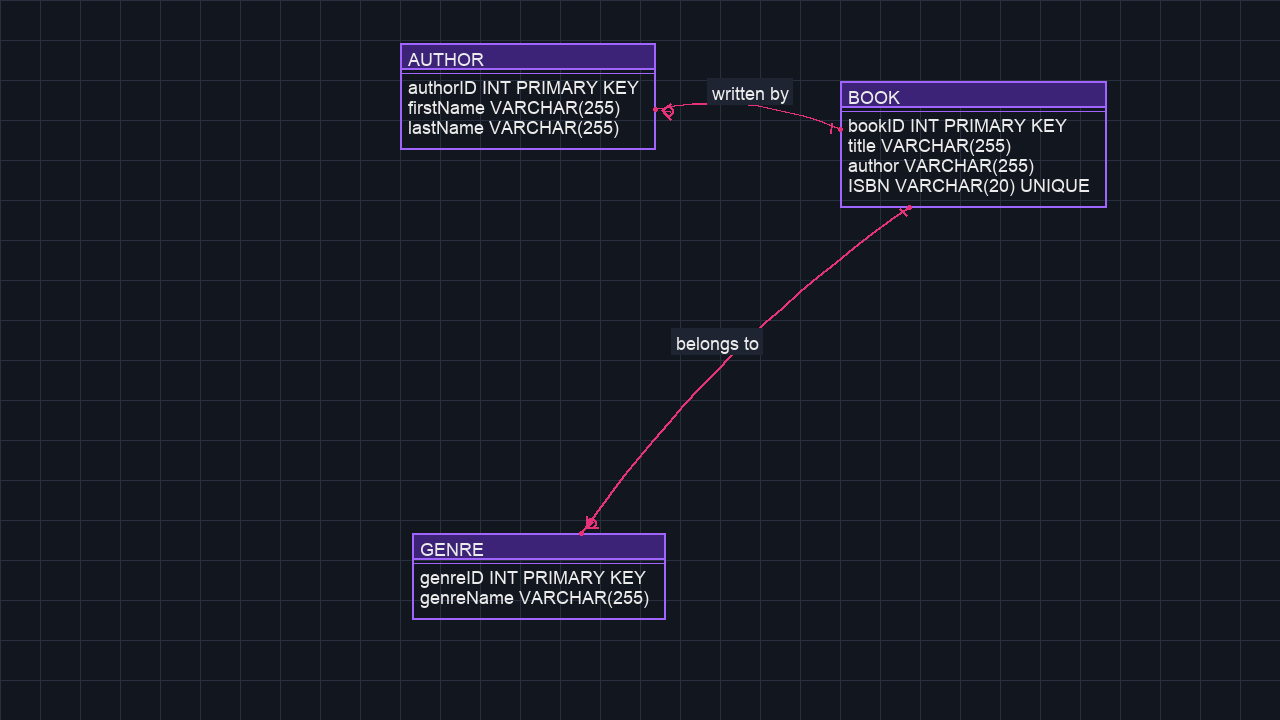 AUTHOR
authorID INT PRIMARY KEY
firstName VARCHAR(255)
lastName VARCHAR(255)
written by
BOOK
bookID INT PRIMARY KEY
title VARCHAR(255)
author VARCHAR(255)
ISBN VARCHAR(20) UNIQUE
belongs to
GENRE
genreID INT PRIMARY KEY
genreName VARCHAR(255)